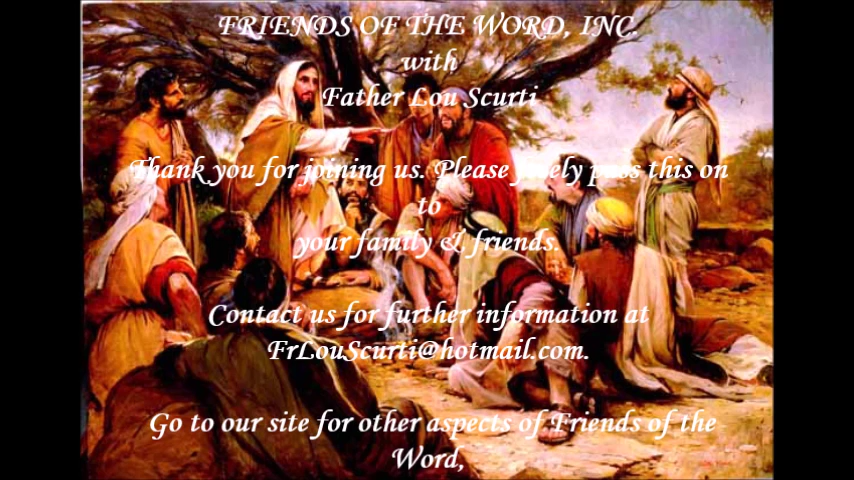 FRIENDS OF THE WORD, INC.
with
Father Lou Scurti
Thank you for joining us. Please freely pass this on
to
your family & friends.
Contact us for further information at
FrLouScurti@hotmail.com.
Go to our site for other aspects of Friends of the
Word,